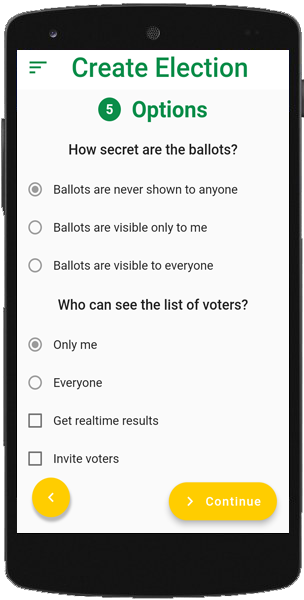 Create Election
5 Options
How secret are the ballots?
Ballots are never shown to anyone
Ballots are visible only to me
Ballots are visible to everyone
Who can see the list of voters?
Only me
Everyone
Get realtime results
Invite voters
Continue